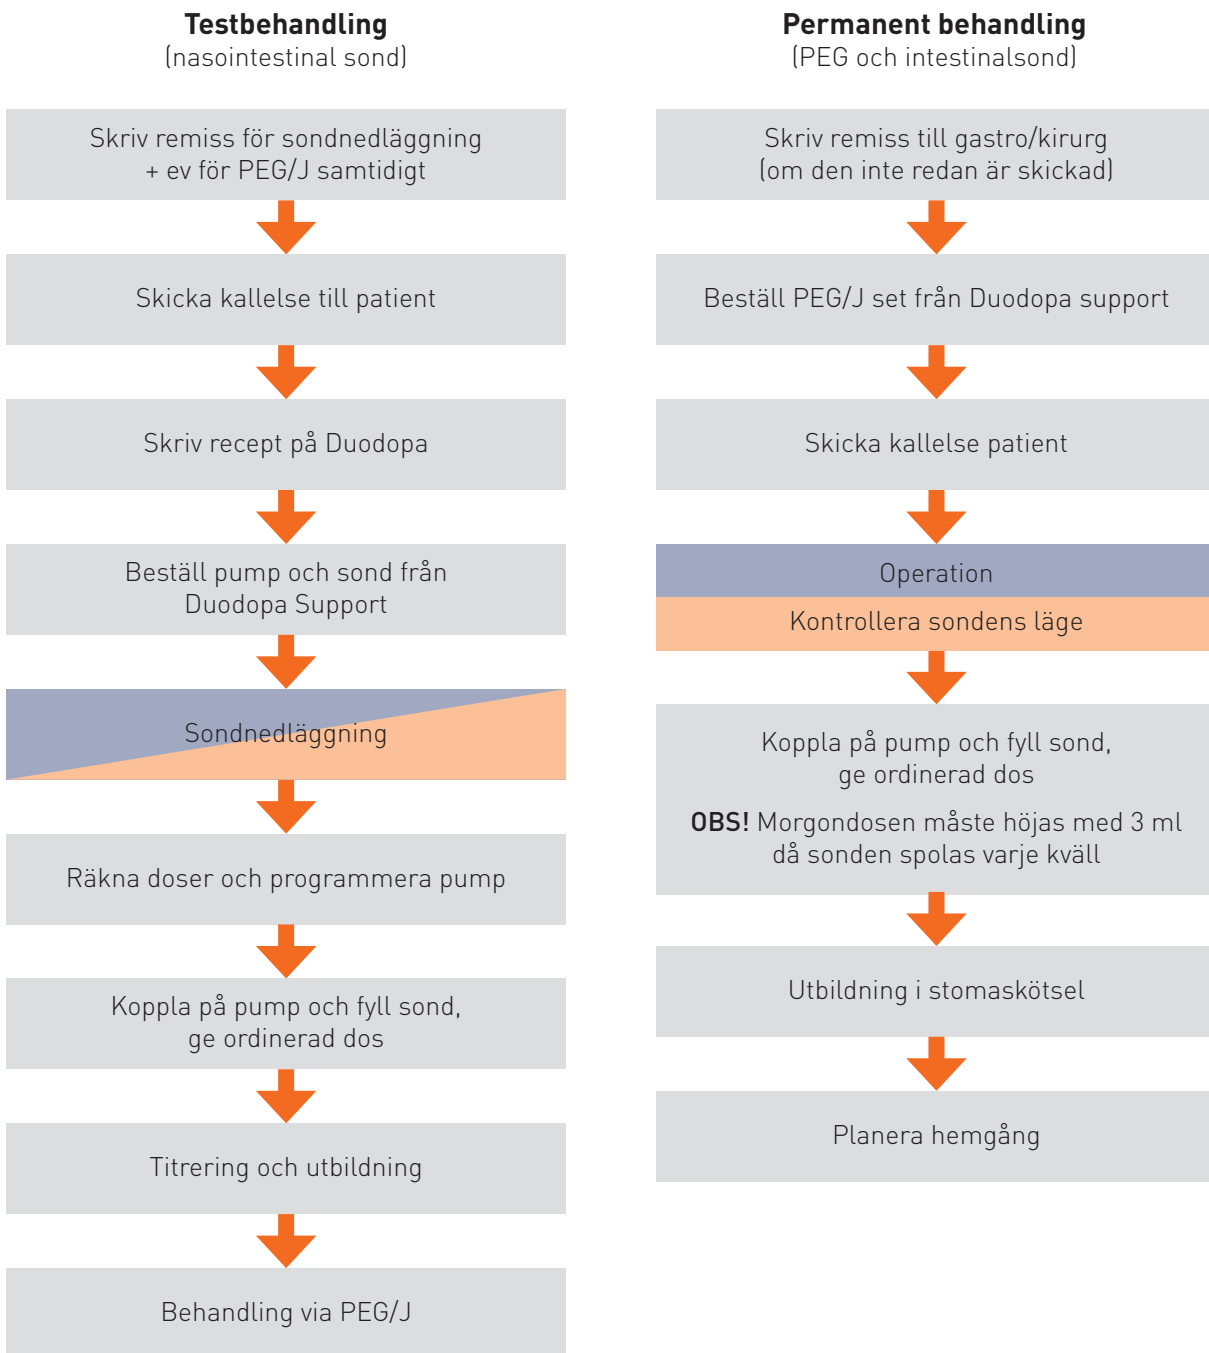 Testbehandling
(nasointestinal sond)
Skriv remiss för sondnedläggning
+ ev för PEG/J samtidigt
Skicka kallelse till patient
Skriv recept på Duodopa
Beställ pump och sond från
Duodopa Support
Sondnedläggning
Räkna doser och programmera pump
Koppla på pump och fyll sond,
ge ordinerad dos
Titrering och utbildning
Behandling via PEG/J
Permanent behandling
(PEG och intestinalsond)
Skriv remiss till gastro/kirurg
(om den inte redan är skickad)
Beställ PEG/J set från Duodopa support
Skicka kallelse patient
Operation
Kontrollera sondens läge
Koppla på pump och fyll sond,
ge ordinerad dos
OBS! Morgondosen måste höjas med 3 ml
då sonden spolas varje kväll
Utbildning i stomaskötsel
Planera hemgång